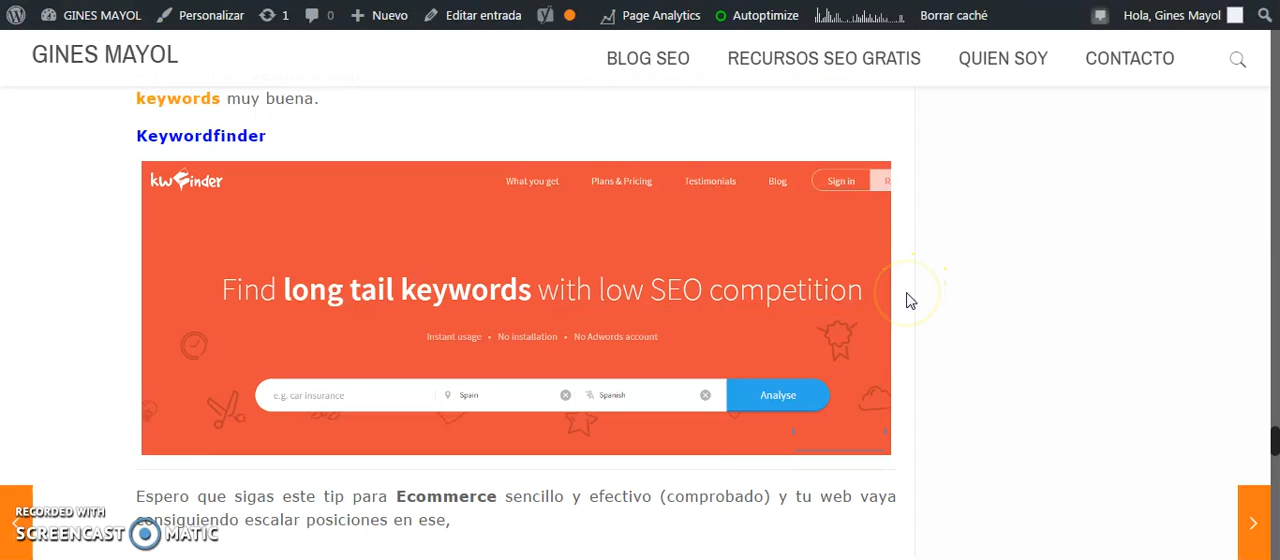 GINES MAYOL Personalizar 1 0 Nuevo Editar entrada Page Analytics Autoptimize Borrar caché Hola, Gines Mayol
GINES MAYOL BLOG SEO RECURSOS SEO GRATIS QUIEN SOY CONTACTO
keywords muy buena.
Keywordfinder
kwfinder What you get Plans & Pricing Testimonials Blog Sign in R
Find long tail keywords with low SEO competition
Instant usage • No installation • No Adwords account
e.g. car insurance Spain Spanish Analyse
Espero que sigas este tip para Ecommerce sencillo y efectivo (comprobado) y tu web vaya
consiguiendo escalar posiciones en ese,
RECORDED WITH
SCREENCAST MATIC